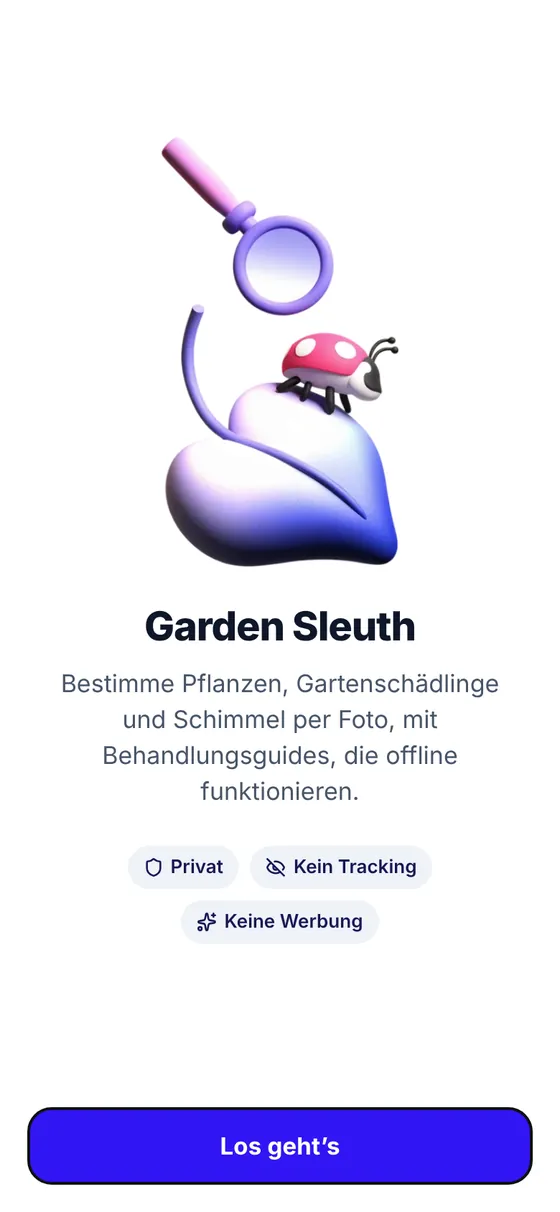 Garden Sleuth
Bestimme Pflanzen, Gartenschädlinge
und Schimmel per Foto, mit
Behandlungsguides, die offline
funktionieren.
Privat
Kein Tracking
Keine Werbung
Los geht’s